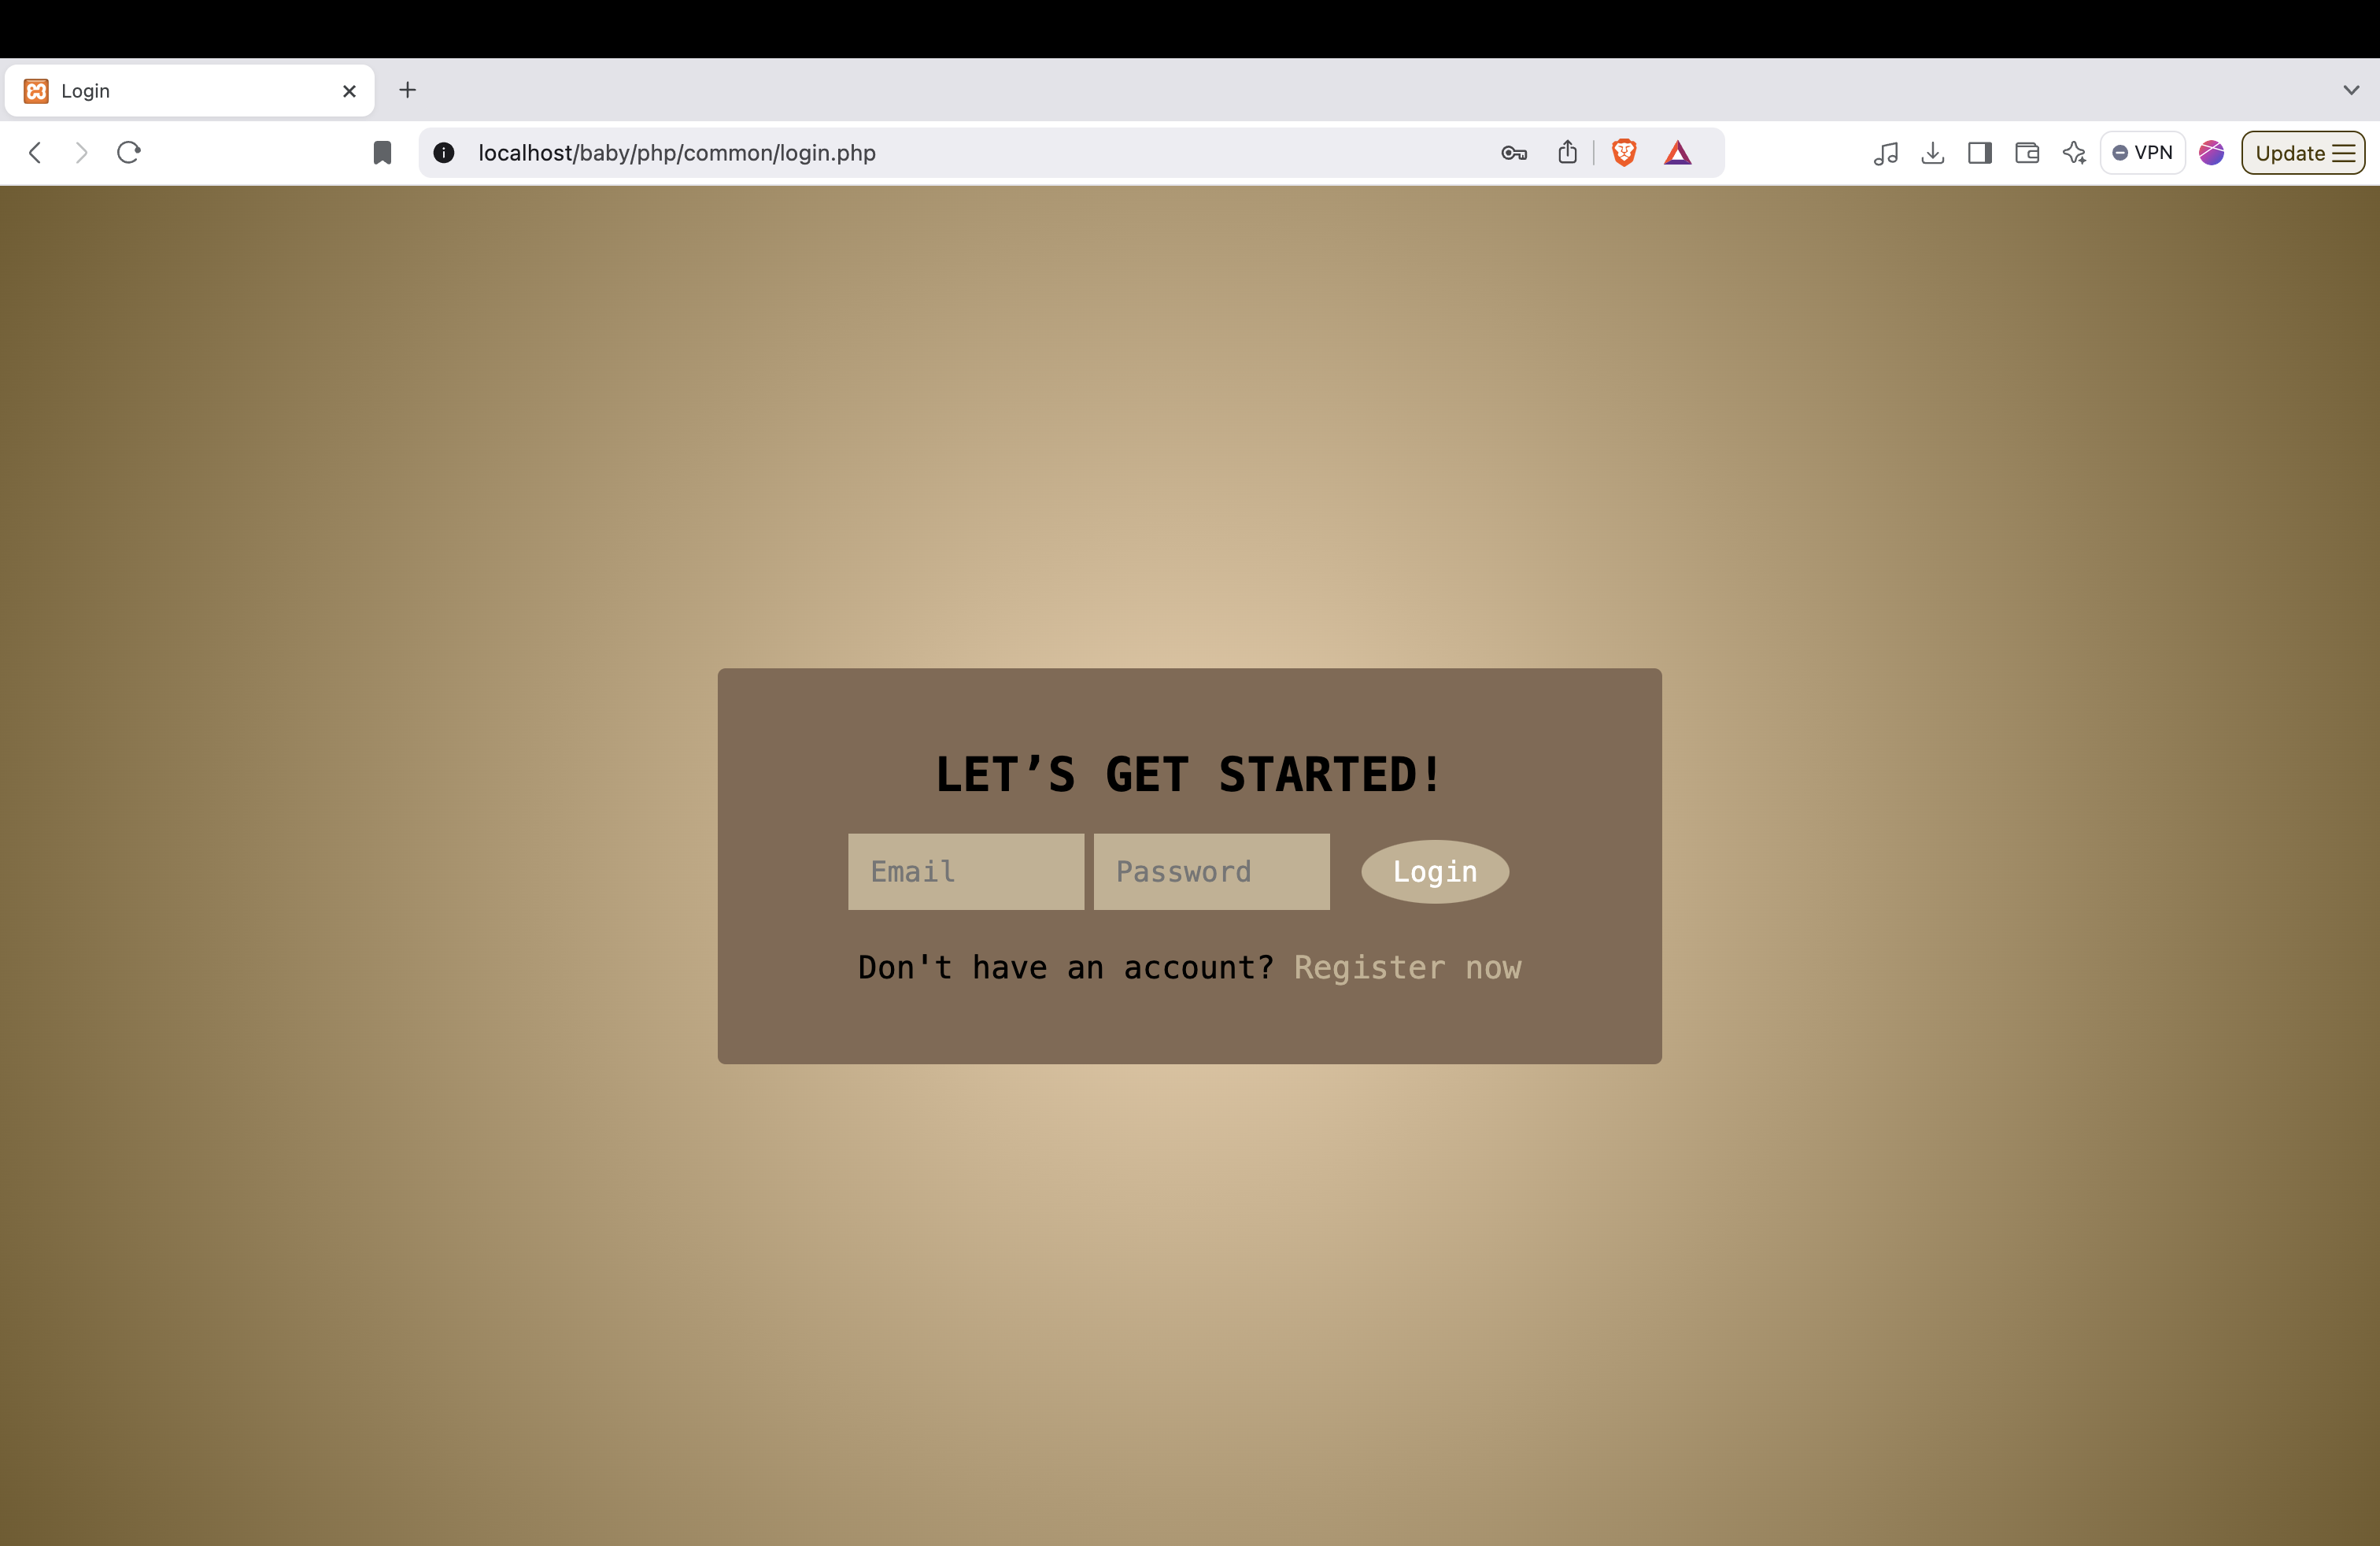 Login
localhost/baby/php/common/login.php
VPN
Update
LET’S GET STARTED!
Email Password Login
Don't have an account? Register now